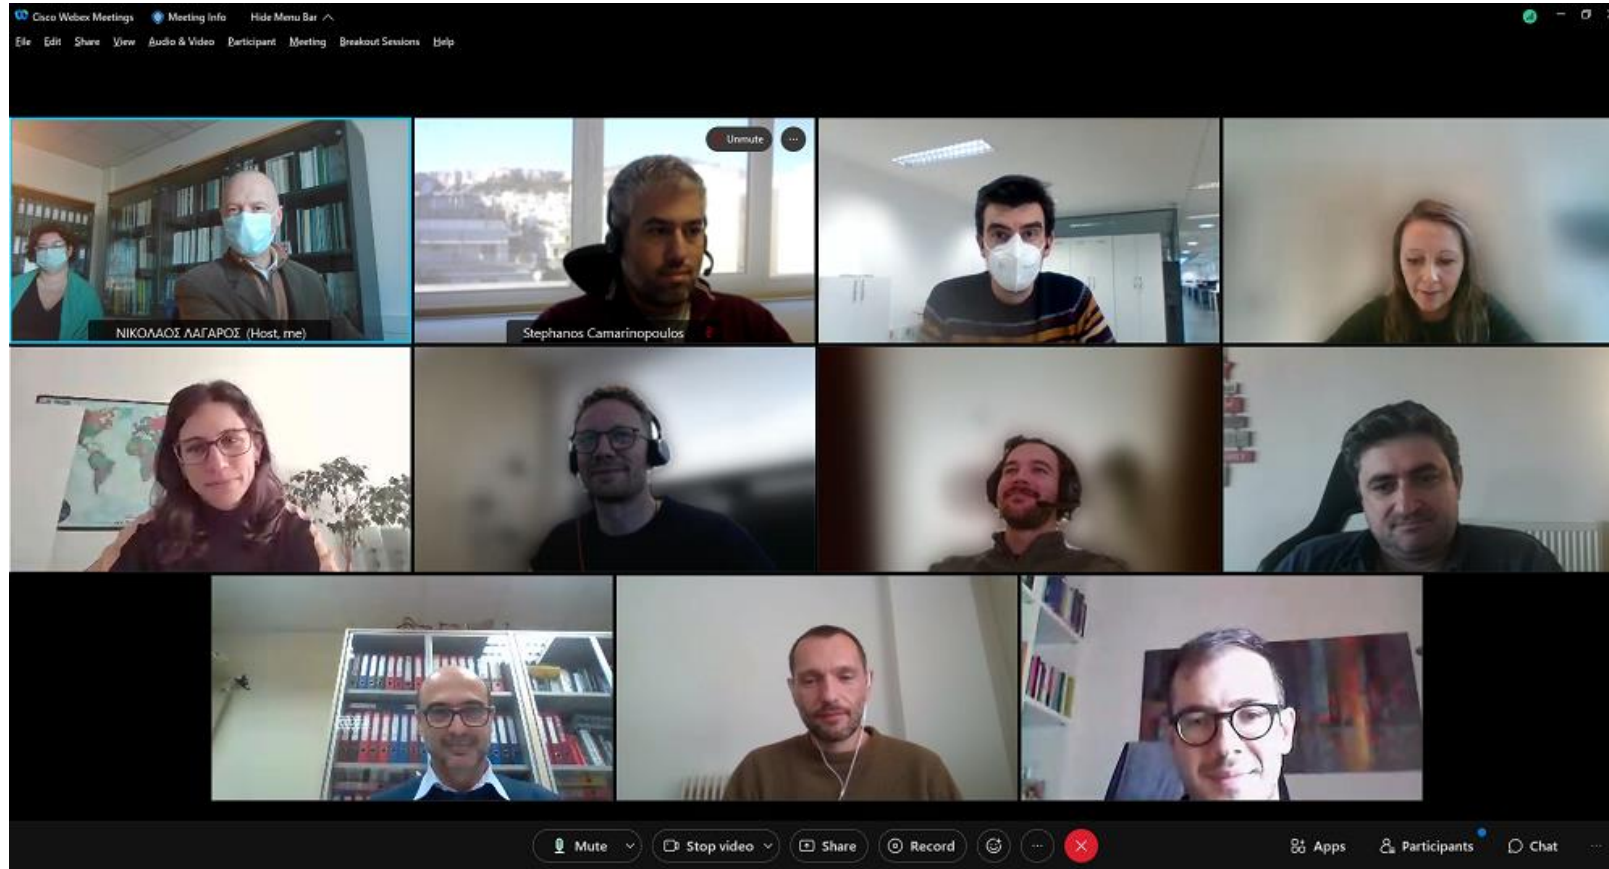 Cisco Webex Meetings Meeting Info Hide Menu Bar
File Edit Share View Audio & Video Participant Meeting Breakout Sessions Help
Unmute ...
ΝΙΚΟΛΑΟΣ ΛΑΓΑΡΟΣ (Host, me)
Stephanos Camarinopoulos
Mute Stop video Share Record ... Apps Participants Chat ...